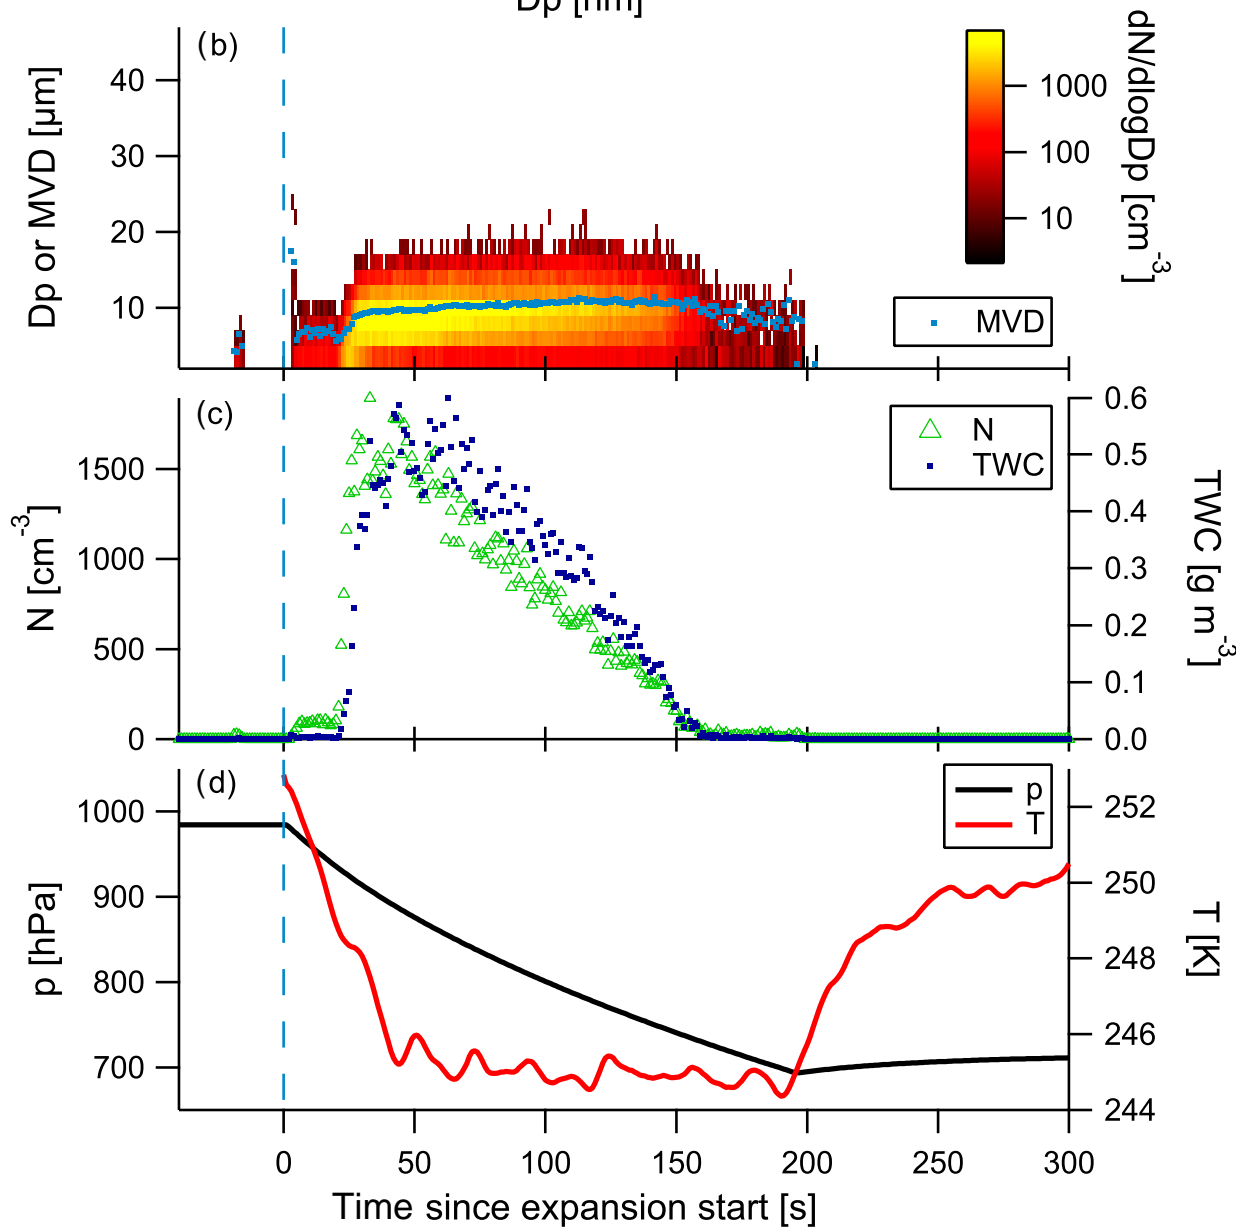 Dp [nm]
(b)
Dp or MVD [µm]
40
30
20
10
dN/dlogDp [cm⁻³]
1000
100
10
MVD
(c)
N [cm⁻³]
1500
1000
500
0
N
TWC
TWC [g m⁻³]
0.6
0.5
0.4
0.3
0.2
0.1
0.0
(d)
p [hPa]
1000
900
800
700
p
T
T [K]
252
250
248
246
244
0 50 100 150 200 250 300
Time since expansion start [s]